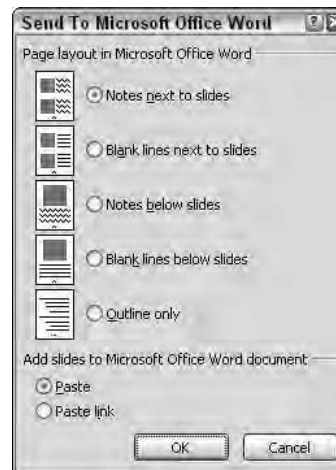 Send To Microsoft Office Word
Page layout in Microsoft Office Word
Notes next to slides
Blank lines next to slides
Notes below slides
Blank lines below slides
Outline only
Add slides to Microsoft Office Word document
Paste
Paste link
OK Cancel